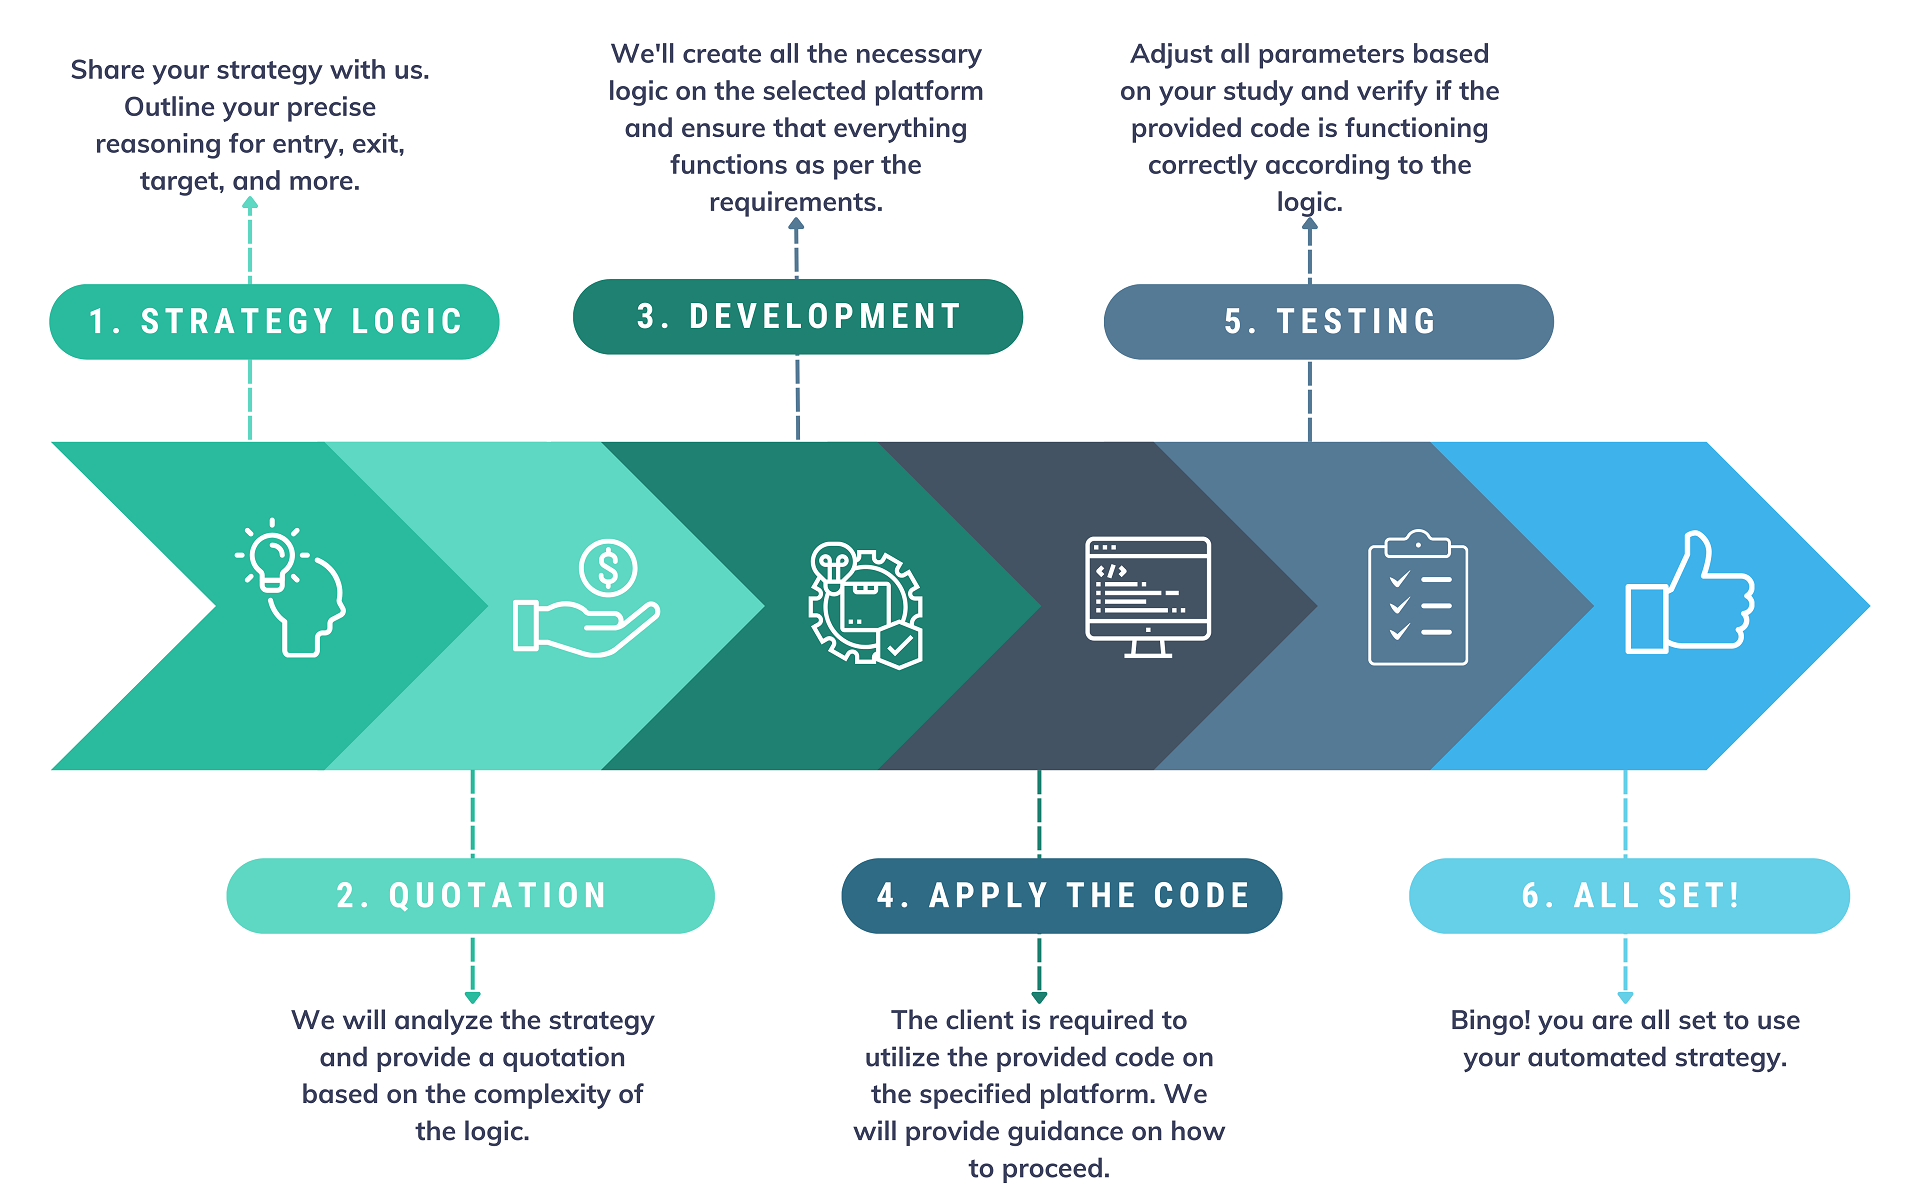 Share your strategy with us.
Outline your precise
reasoning for entry, exit,
target, and more.
1. STRATEGY LOGIC
We will analyze the strategy
and provide a quotation
based on the complexity of
the logic.
2. QUOTATION
We'll create all the necessary
logic on the selected platform
and ensure that everything
functions as per the
requirements.
3. DEVELOPMENT
4. APPLY THE CODE
The client is required to
utilize the provided code on
the specified platform. We
will provide guidance on how
to proceed.
Adjust all parameters based
on your study and verify if the
provided code is functioning
correctly according to the
logic.
5. TESTING
6. ALL SET!
Bingo! you are all set to use
your automated strategy.